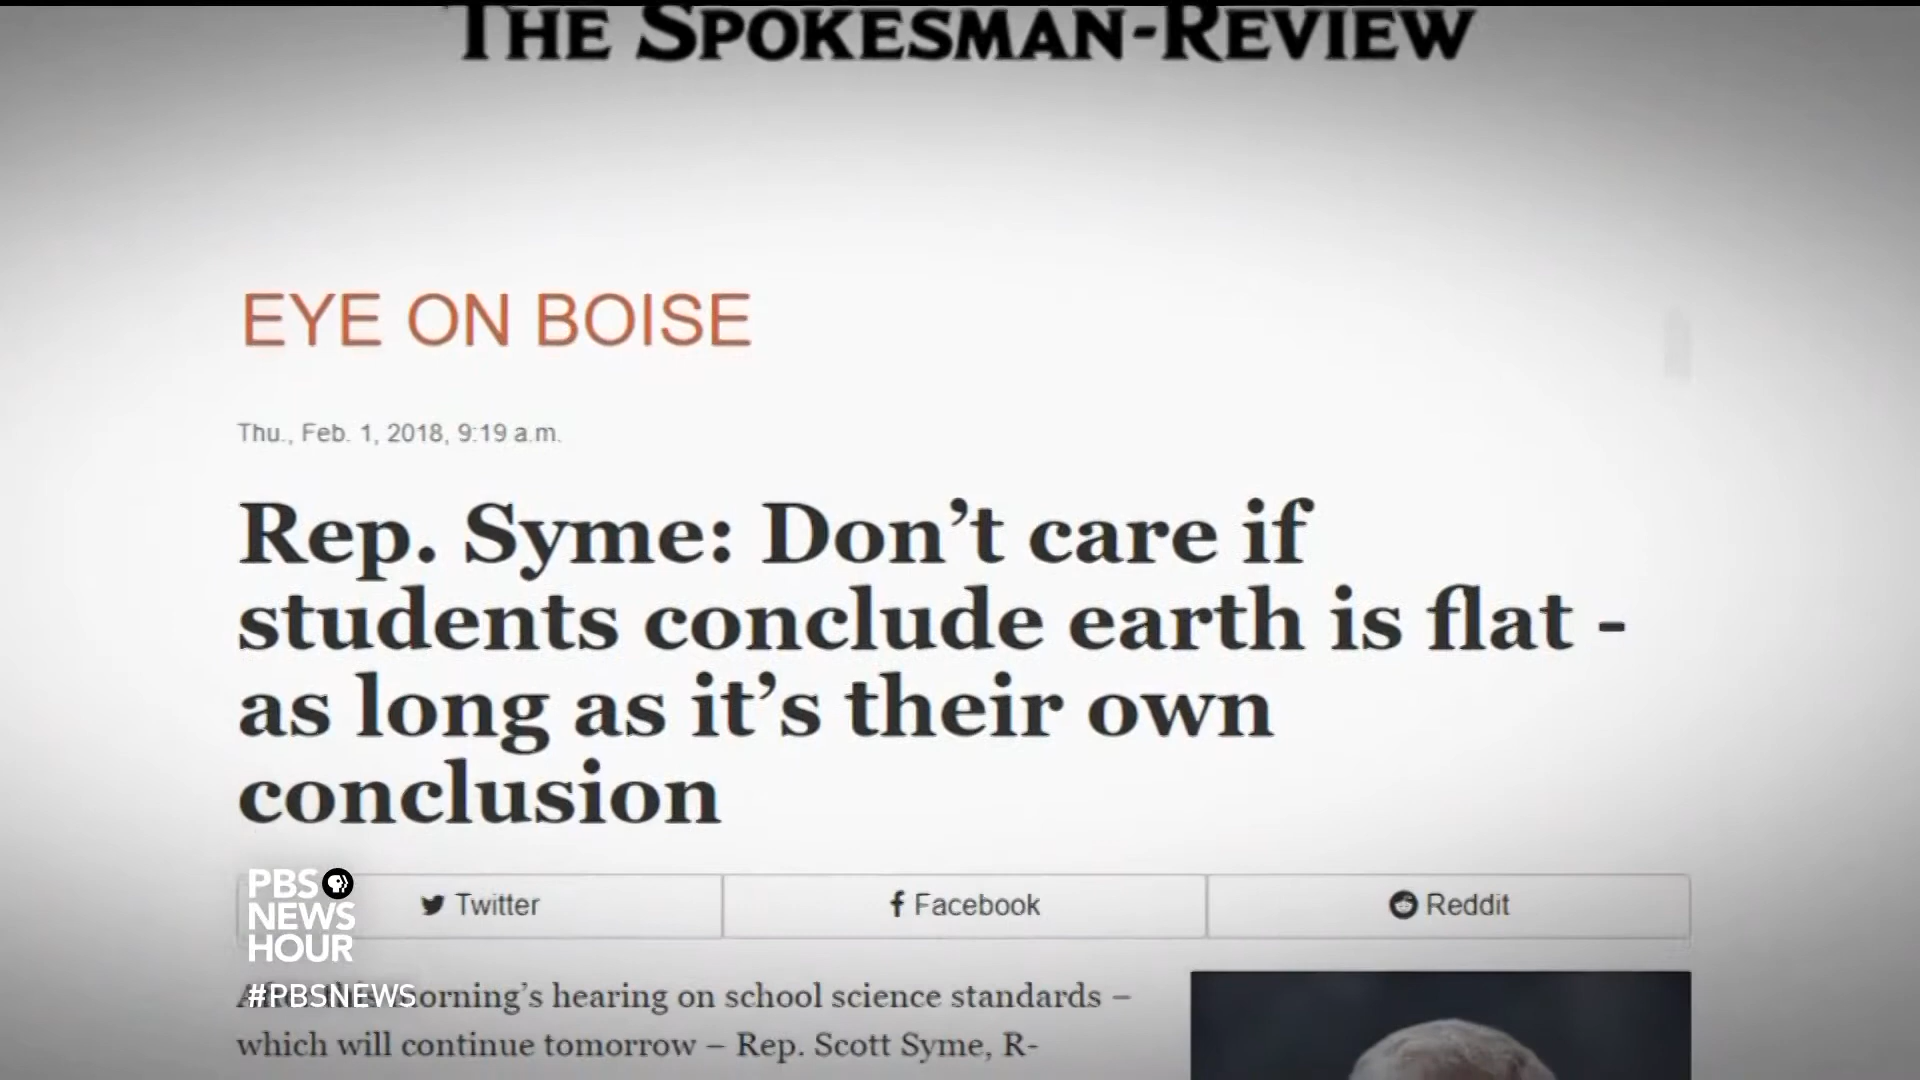 THE SPOKESMAN-REVIEW
EYE ON BOISE
Thu., Feb. 1, 2018, 9:19 a.m.
Rep. Syme: Don’t care if
students conclude earth is flat -
as long as it’s their own
conclusion
PBS
NEWS
HOUR
Twitter
Facebook
Reddit
#PBSNEWS
morning’s hearing on school science standards –
which will continue tomorrow – Rep. Scott Syme, R-